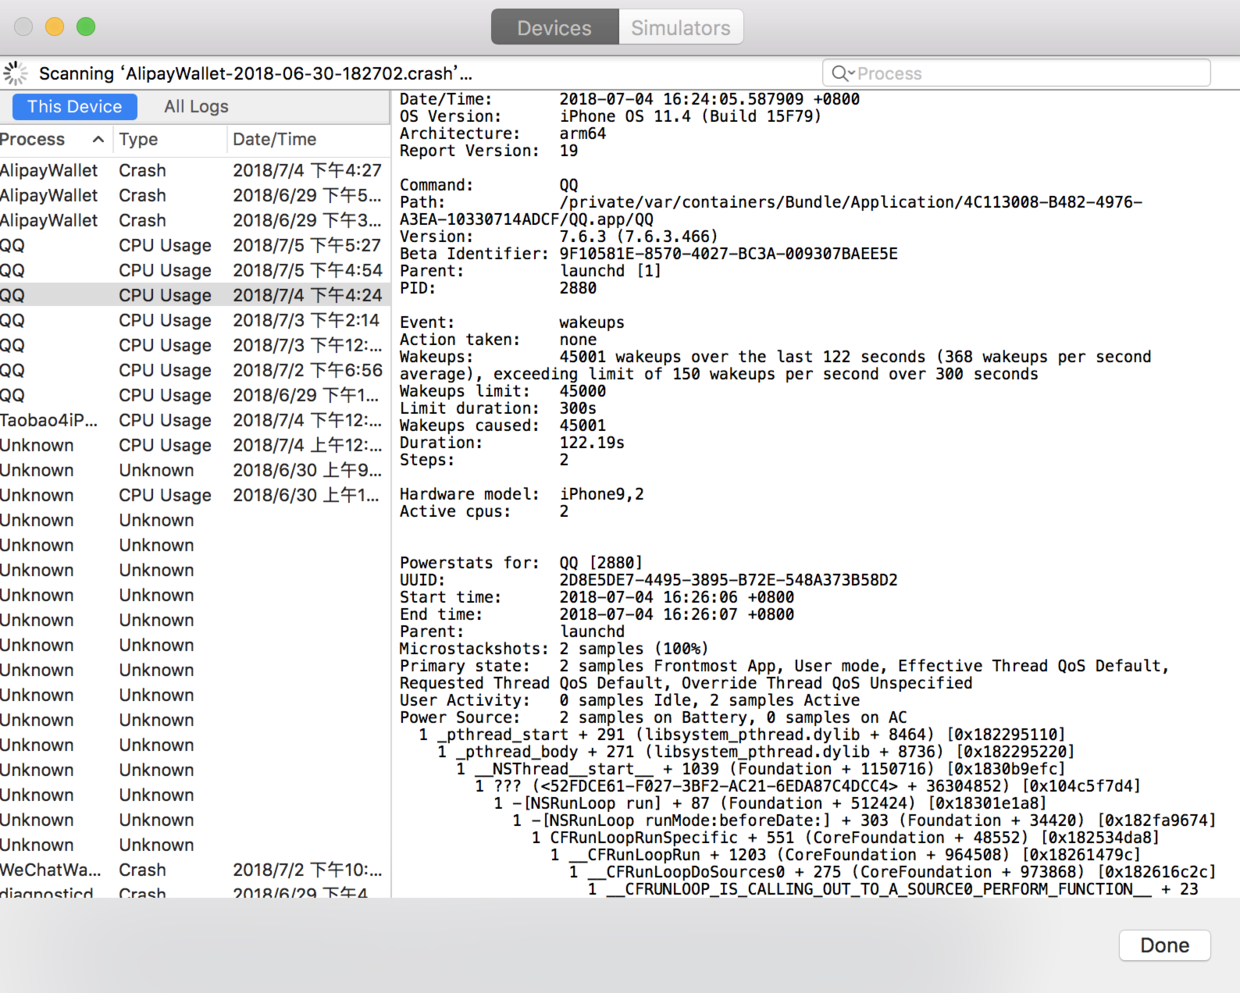 Devices Simulators
Scanning ‘AlipayWallet-2018-06-30-182702.crash’...
Process
This Device All Logs
Process Type Date/Time
AlipayWallet Crash 2018/7/4 下午4:27
AlipayWallet Crash 2018/6/29 下午5...
AlipayWallet Crash 2018/6/29 下午3...
QQ CPU Usage 2018/7/5 下午5:27
QQ CPU Usage 2018/7/5 下午4:54
QQ CPU Usage 2018/7/4 下午4:24
QQ CPU Usage 2018/7/3 下午2:14
QQ CPU Usage 2018/7/3 下午12:...
QQ CPU Usage 2018/7/2 下午6:56
QQ CPU Usage 2018/6/29 下午1...
Taobao4iP... CPU Usage 2018/7/4 下午12:...
Unknown CPU Usage 2018/7/4 上午12:...
Unknown Unknown 2018/6/30 上午9...
Unknown CPU Usage 2018/6/30 上午1...
Unknown Unknown
Unknown Unknown
Unknown Unknown
Unknown Unknown
Unknown Unknown
Unknown Unknown
Unknown Unknown
Unknown Unknown
Unknown Unknown
Unknown Unknown
Unknown Unknown
Unknown Unknown
Unknown Unknown
Unknown Unknown
WeChatWa... Crash 2018/7/2 下午10:...
diagnosticd Crash 2018/6/29 下午4
Date/Time: 2018-07-04 16:24:05.587909 +0800
OS Version: iPhone OS 11.4 (Build 15F79)
Architecture: arm64
Report Version: 19
Command: QQ
Path: /private/var/containers/Bundle/Application/4C113008-B482-4976-
A3EA-10330714ADCF/QQ.app/QQ
Version: 7.6.3 (7.6.3.466)
Beta Identifier: 9F10581E-8570-4027-BC3A-009307BAEE5E
Parent: launchd [1]
PID: 2880
Event: wakeups
Action taken: none
Wakeups: 45001 wakeups over the last 122 seconds (368 wakeups per second
average), exceeding limit of 150 wakeups per second over 300 seconds
Wakeups limit: 45000
Limit duration: 300s
Wakeups caused: 45001
Duration: 122.19s
Steps: 2
Hardware model: iPhone9,2
Active cpus: 2
Powerstats for: QQ [2880]
UUID: 2D8E5DE7-4495-3895-B72E-548A373B58D2
Start time: 2018-07-04 16:26:06 +0800
End time: 2018-07-04 16:26:07 +0800
Parent: launchd
Microstackshots: 2 samples (100%)
Primary state: 2 samples Frontmost App, User mode, Effective Thread QoS Default,
Requested Thread QoS Default, Override Thread QoS Unspecified
User Activity: 0 samples Idle, 2 samples Active
Power Source: 2 samples on Battery, 0 samples on AC
1 _pthread_start + 291 (libsystem_pthread.dylib + 8464) [0x182295110]
1 _pthread_body + 271 (libsystem_pthread.dylib + 8736) [0x182295220]
1 __NSThread__start__ + 1039 (Foundation + 1150716) [0x1830b9efc]
1 ??? (<52FDCE61-F027-3BF2-AC21-6EDA87C4DCC4> + 36304852) [0x104c5f7d4]
1 -[NSRunLoop run] + 87 (Foundation + 512424) [0x18301e1a8]
1 -[NSRunLoop runMode:beforeDate:] + 303 (Foundation + 34420) [0x182fa9674]
1 CFRunLoopRunSpecific + 551 (CoreFoundation + 48552) [0x182534da8]
1 __CFRunLoopRun + 1203 (CoreFoundation + 964508) [0x18261479c]
1 __CFRunLoopDoSources0 + 275 (CoreFoundation + 973868) [0x182616c2c]
1 __CFRUNLOOP_IS_CALLING_OUT_TO_A_SOURCE0_PERFORM_FUNCTION__ + 23
Done